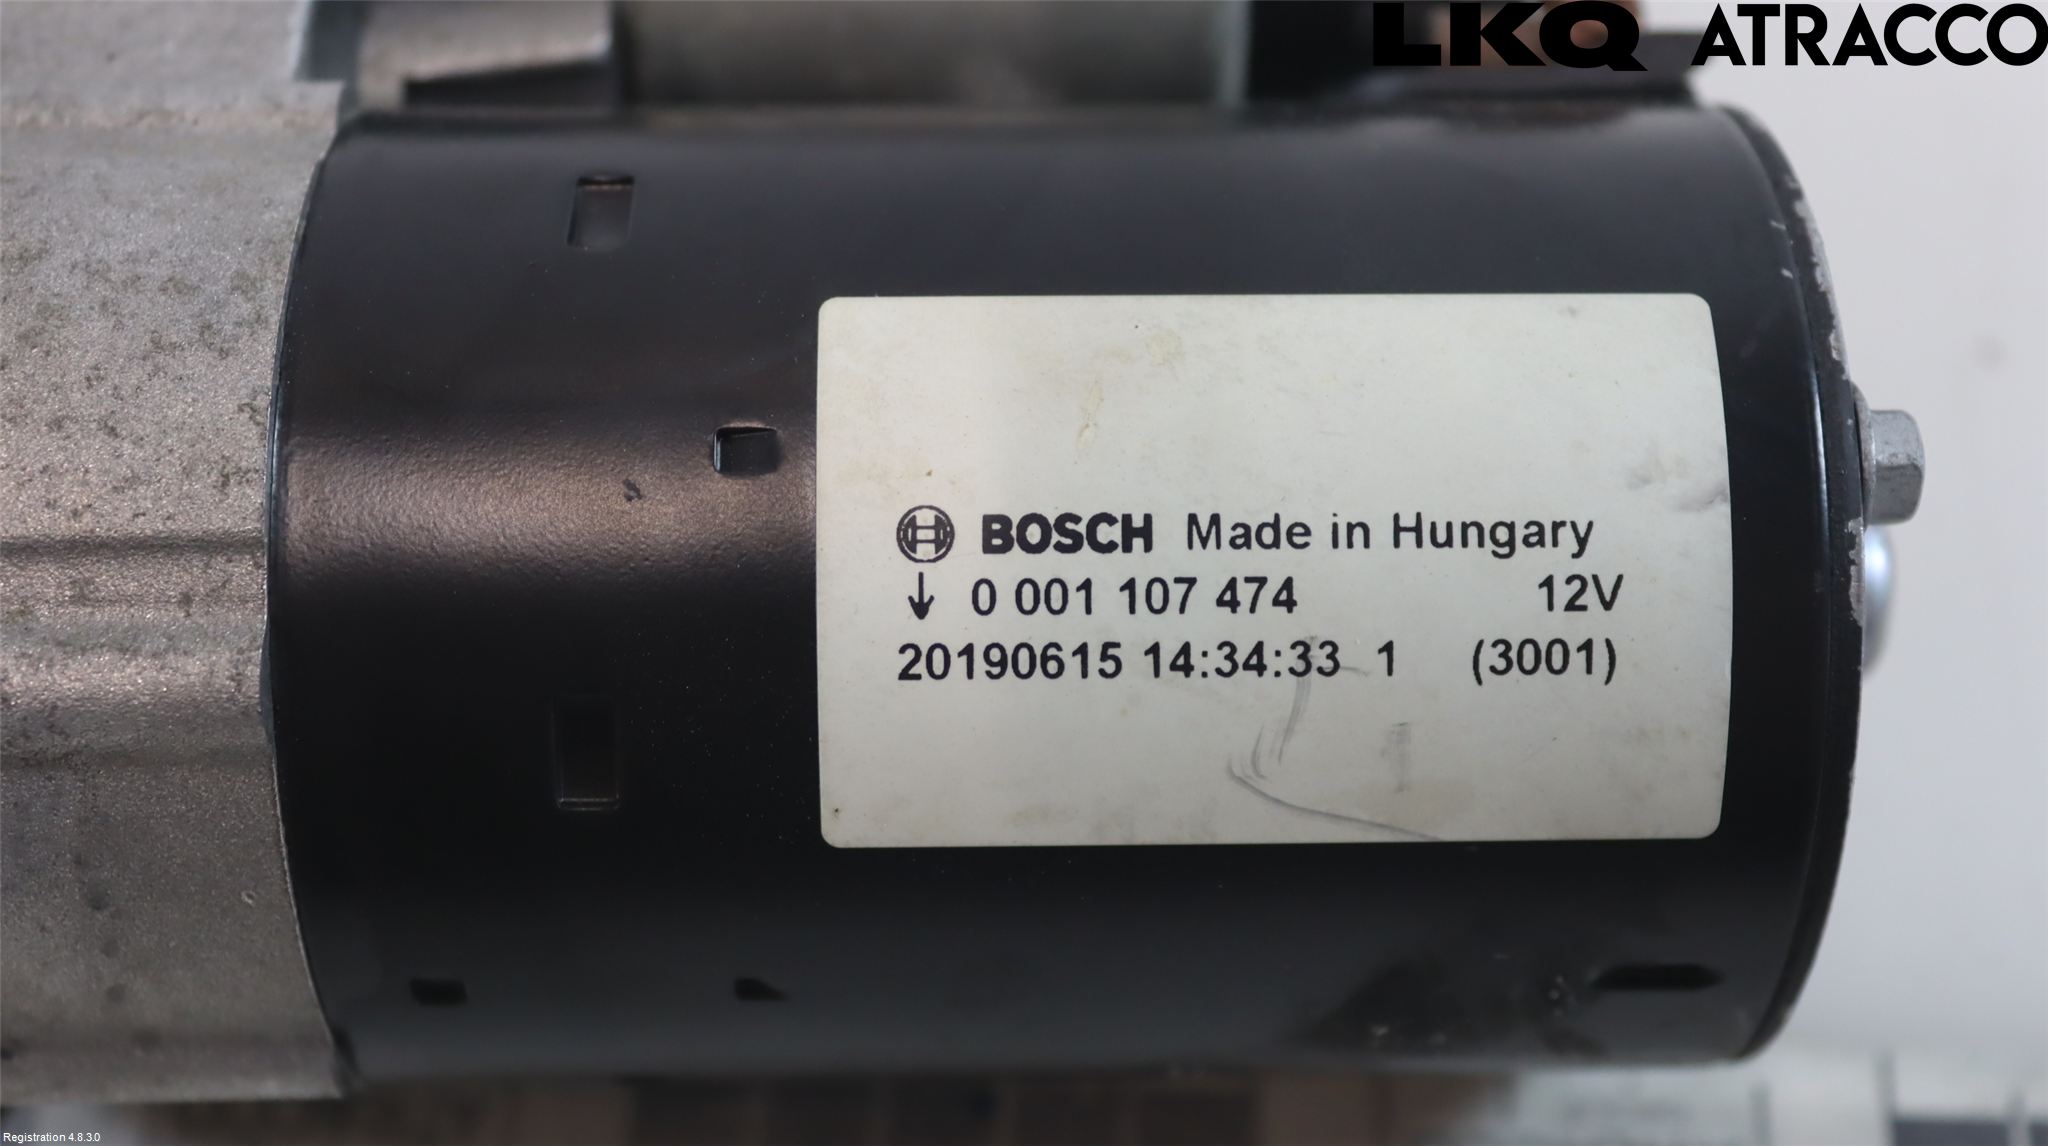 LKQ ATRACCO
BOSCH Made in Hungary
↓ 0 001 107 474 12V
20190615 14:34:33 1 (3001)
Registration 4.8.3.0